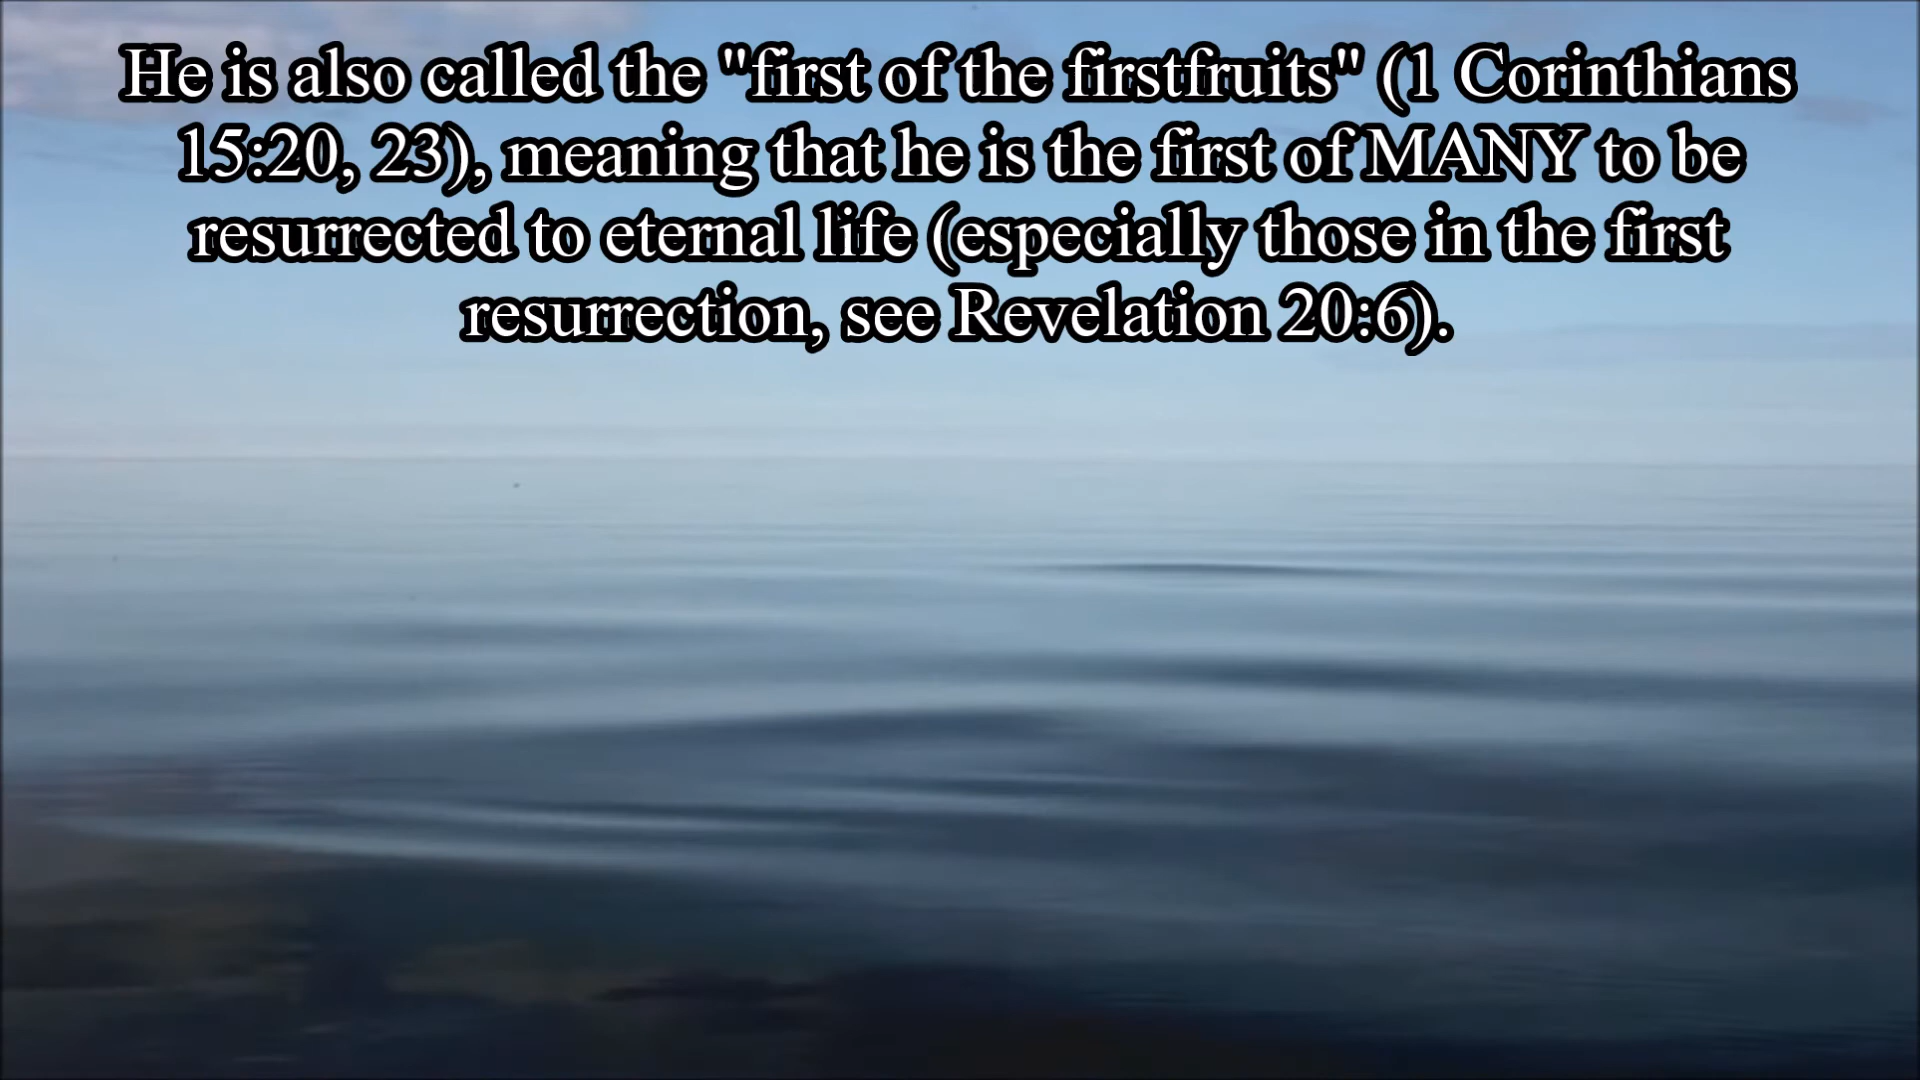 He is also called the "first of the firstfruits" (1 Corinthians
15:20, 23), meaning that he is the first of MANY to be
resurrected to eternal life (especially those in the first
resurrection, see Revelation 20:6).